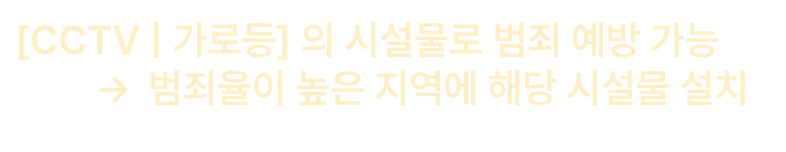 [CCTV | 가로등] 의 시설물로 범죄 예방 가능
→ 범죄율이 높은 지역에 해당 시설물 설치